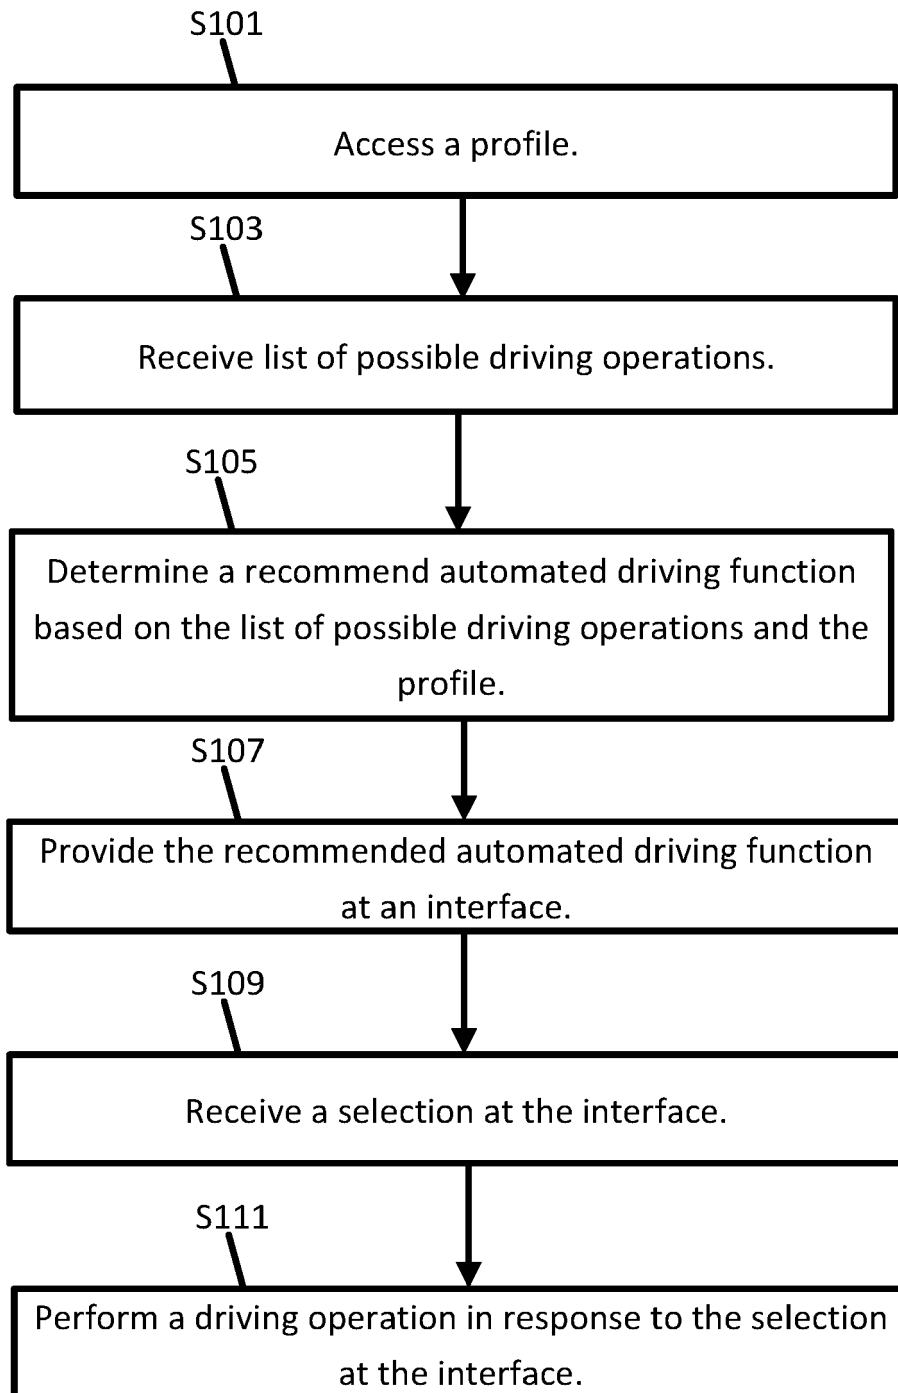 S101
Access a profile.
S103
Receive list of possible driving operations.
S105
Determine a recommend automated driving function
based on the list of possible driving operations and the
profile.
S107
Provide the recommended automated driving function
at an interface.
S109
Receive a selection at the interface.
S111
Perform a driving operation in response to the selection
at the interface.